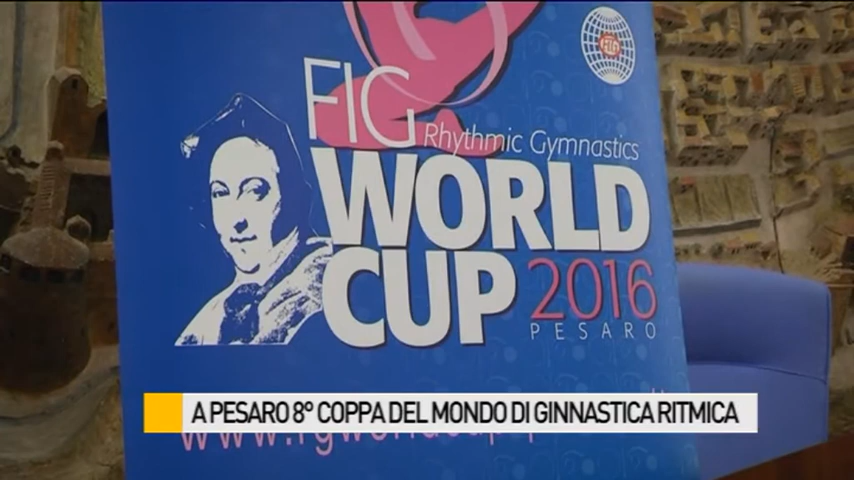 FIG
Rhythmic Gymnastics
WORLD
CUP 2016
PESARO
A PESARO 8° COPPA DEL MONDO DI GINNASTICA RITMICA